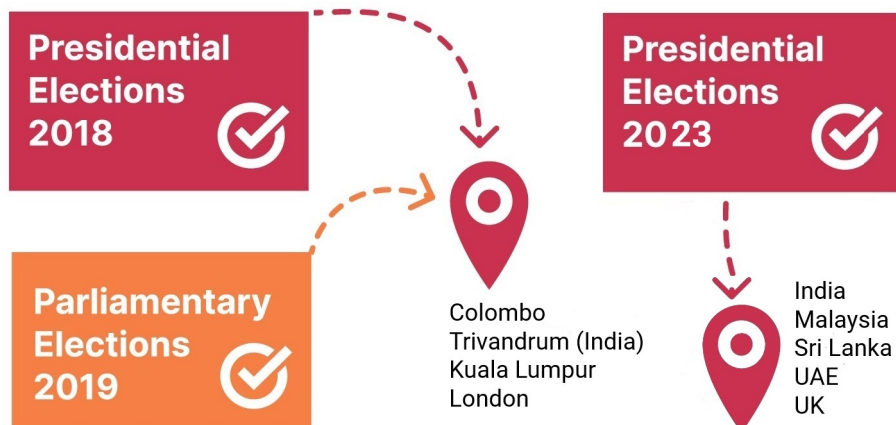 Presidential
Elections
2018
Parliamentary
Elections
2019
Colombo
Trivandrum (India)
Kuala Lumpur
London
Presidential
Elections
2023
India
Malaysia
Sri Lanka
UAE
UK